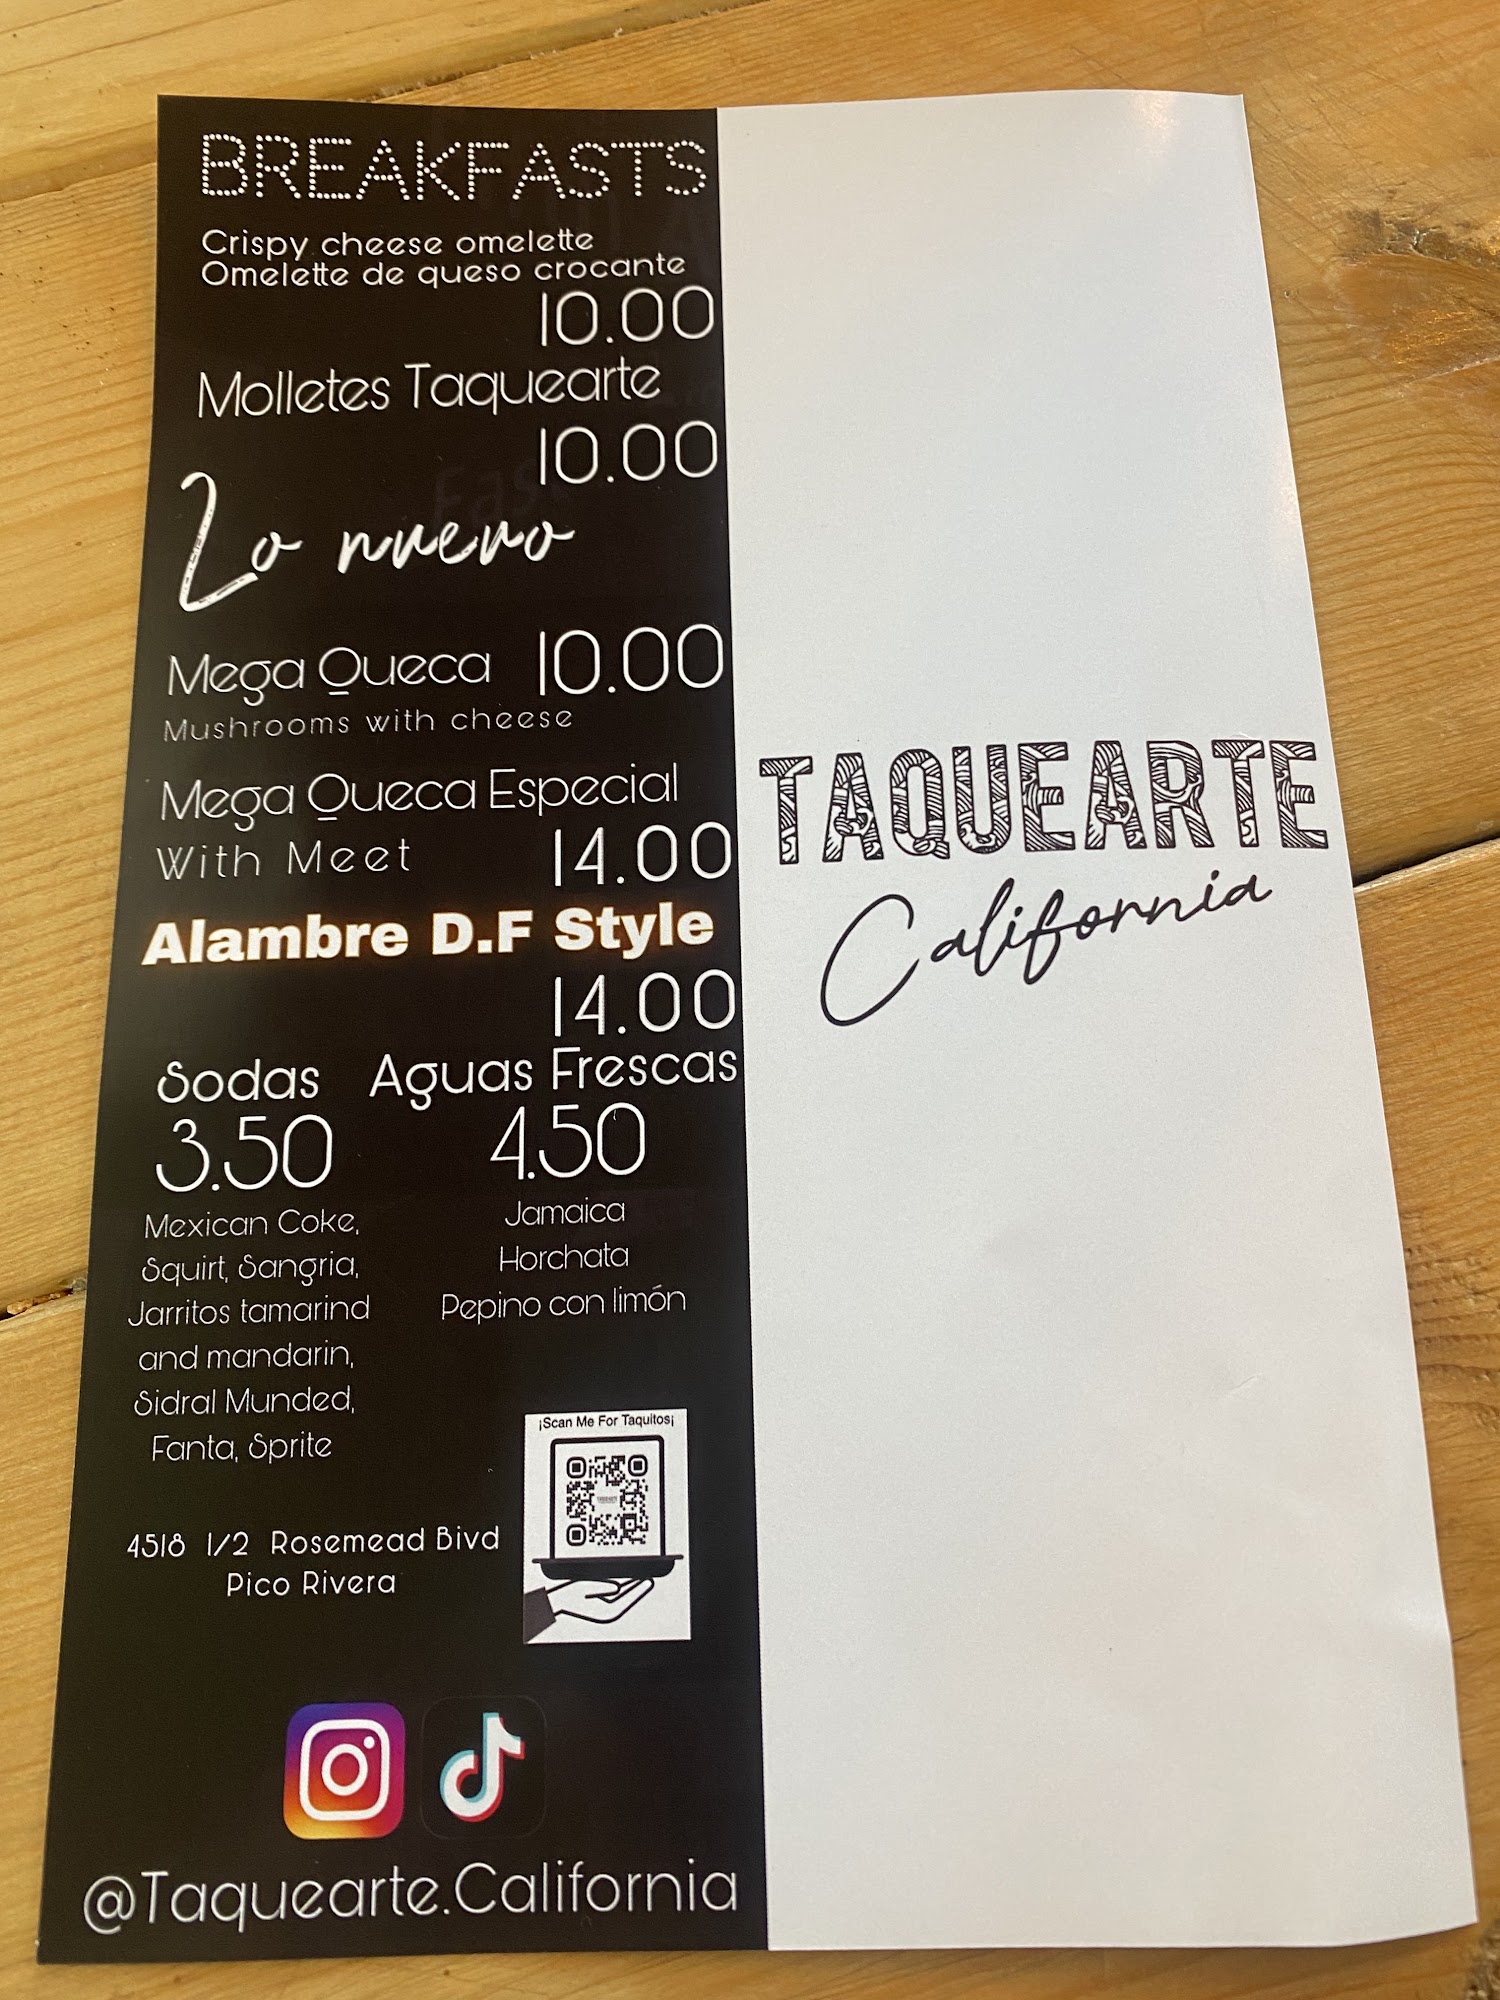 BREAKFASTS
Crispy cheese omelette
Omelette de queso crocante
10.00
Molletes Taquearte
10.00
Lo nuevo
Mega Queca 10.00
Mushrooms with cheese
Mega Queca Especial
With Meet 14.00
Alambre D.F Style
14.00
Sodas
3.50
Mexican Coke,
Squirt, Sangria,
Jarritos tamarind
and mandarin,
Sidral Munded,
Fanta, Sprite
Aguas Frescas
4.50
Jamaica
Horchata
Pepino con limón
¡Scan Me For Taquitos¡
4518 1/2 Rosemead Bivd
Pico Rivera
@Taquearte.California
TAQUEARTE
California